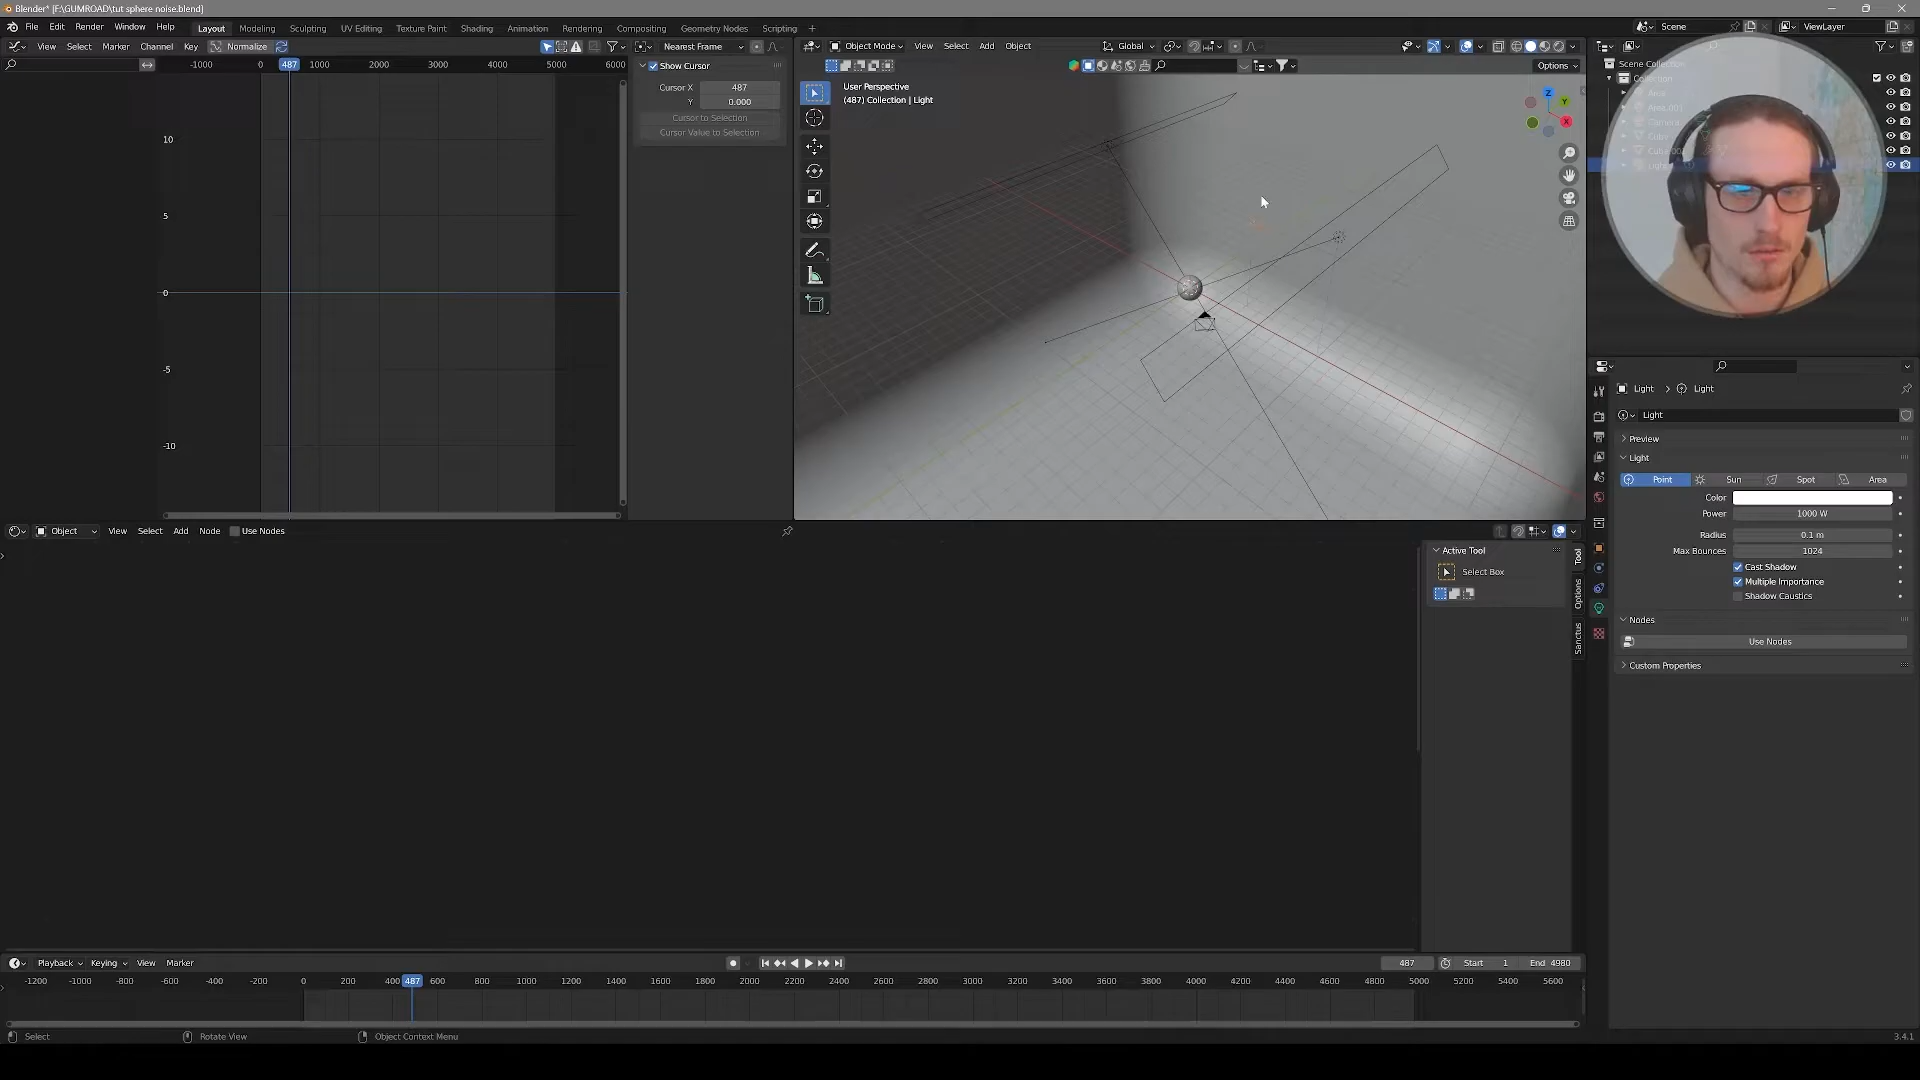 Blender* [F:\GUMROAD\tut sphere noise.blend]
File Edit Render Window Help Layout Modeling Sculpting UV Editing Texture Paint Shading Animation Rendering Compositing Geometry Nodes Scripting + Scene ViewLayer
View Select Marker Channel Key Normalize Nearest Frame
Object Mode View Select Add Object Global
-1000 0 487 1000 2000 3000 4000 5000 6000
10
5
0
-5
-10
Show Cursor
Cursor X 487
Y 0.000
Cursor to Selection
Cursor Value to Selection
Options
User Perspective
(487) Collection | Light
Z
Y
X
Scene Collection
Collection
Area
Area.001
Camera
Light > Light
Light
Preview
Light
Point Sun Spot Area
Color
Power 1000 W
Radius 0.1 m
Max Bounces 1024
Cast Shadow
Multiple Importance
Shadow Caustics
Nodes
Use Nodes
Custom Properties
Object View Select Add Node Use Nodes
Active Tool
Select Box
Tool
Options
Sanctus
Playback Keying View Marker 487 Start 1 End 4980
-1200 -1000 -800 -600 -400 -200 0 200 400 487 600 800 1000 1200 1400 1600 1800 2000 2200 2400 2600 2800 3000 3200 3400 3600 3800 4000 4200 4400 4600 4800 5000 5200 5400 5600
Select Rotate View Object Context Menu 3.4.1